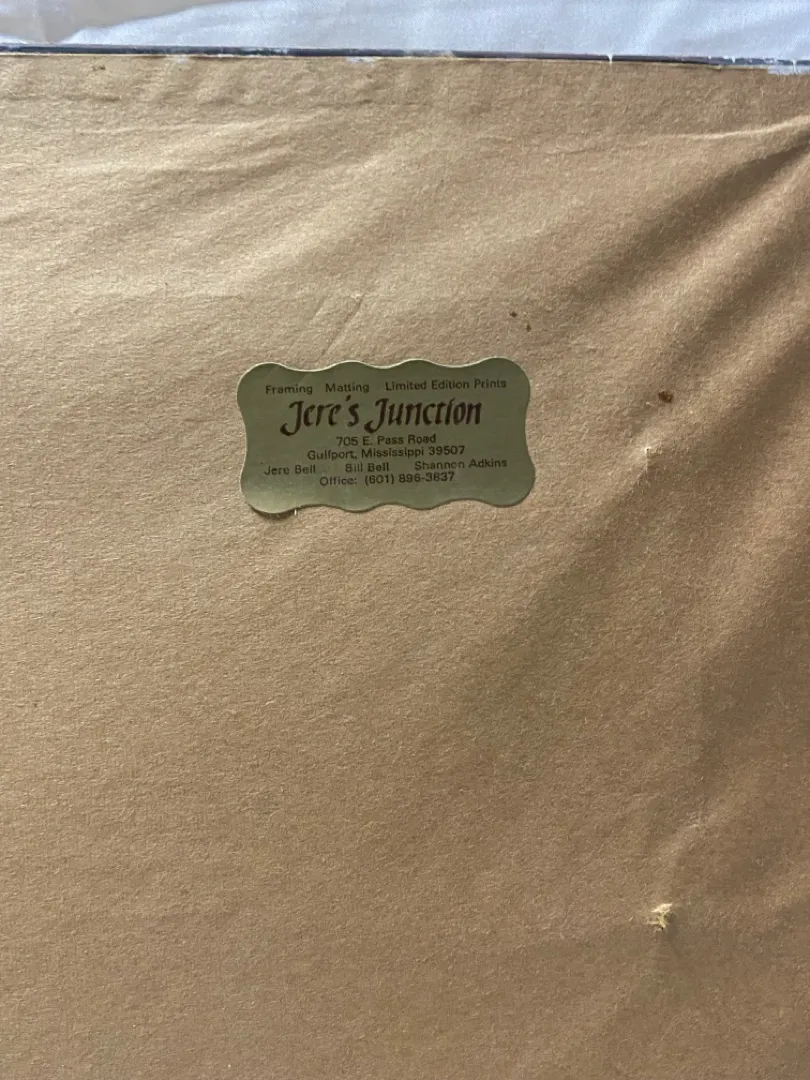 Framing Matting Limited Edition Prints
Jere's Junction
705 E. Pass Road
Gulfport, Mississippi 39507
Jere Bell Bill Bell Shannon Adkins
Office: (601) 896-3637